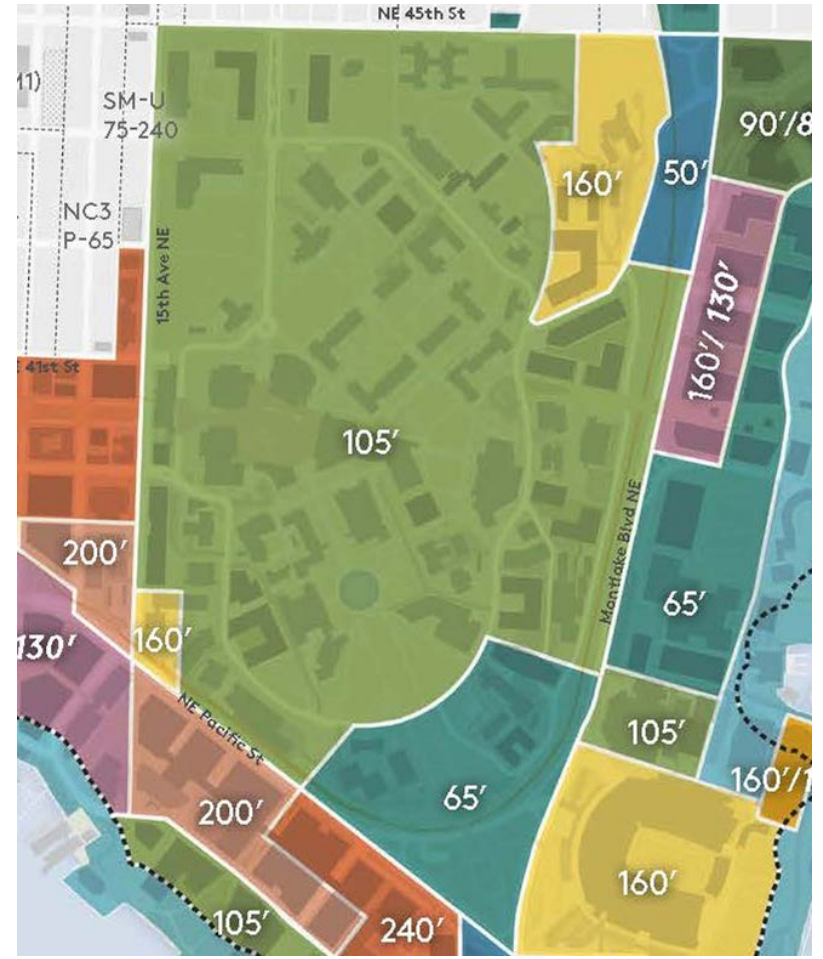 NE 45th St
SM-U
75-240
90'/8
160'
50'
NC3
P-65
15th Ave NE
160'/ 130'
E 41st St
105'
Montlake Blvd NE
200'
65'
160'
130'
NE Pacific St
105'
160'/1
65'
200'
160'
105'
240'